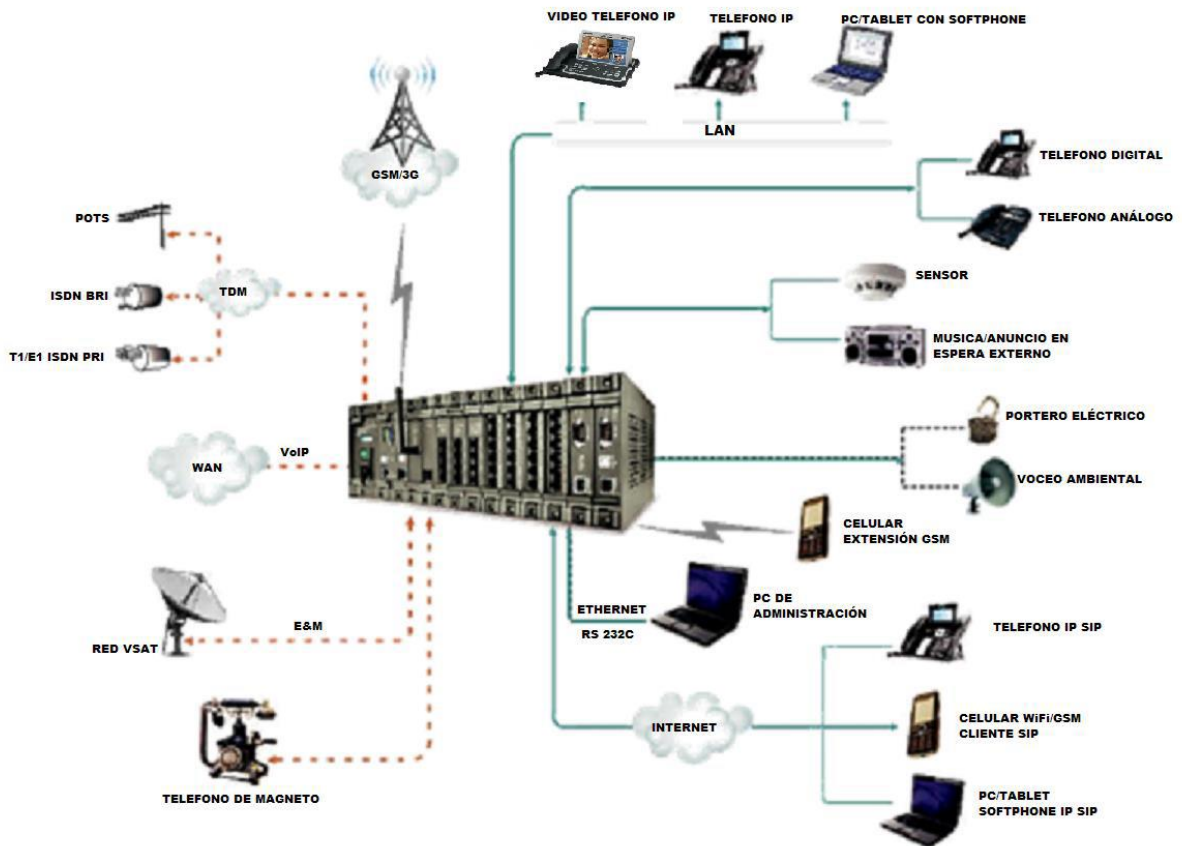 VIDEO TELEFONO IP
TELEFONO IP
PC/TABLET CON SOFTPHONE
LAN
GSM/3G
TELEFONO DIGITAL
TELEFONO ANÁLOGO
POTS
ISDN BRI
TDM
T1/E1 ISDN PRI
SENSOR
MUSICA/ANUNCIO EN
ESPERA EXTERNO
PORTERO ELÉCTRICO
VoIP
WAN
VOCEO AMBIENTAL
CELULAR
EXTENSIÓN GSM
ETHERNET
RS 232C
PC DE
ADMINISTRACIÓN
E&M
RED VSAT
TELEFONO IP SIP
INTERNET
CELULAR WiFi/GSM
CLIENTE SIP
TELEFONO DE MAGNETO
PC/TABLET
SOFTPHONE IP SIP